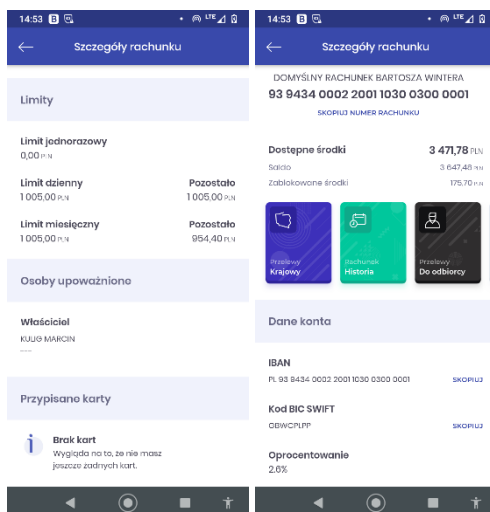 14:53
LTE
Szczegóły rachunku
Limity
Limit jednorazowy
0,00 PLN
Limit dzienny Pozostało
1 005,00 PLN 1 005,00 PLN
Limit miesięczny Pozostało
1 005,00 PLN 954,40 PLN
Osoby upoważnione
Właściciel
KULIG MARCIN
----
Przypisano karty
Brak kart
Wygląda na to, że nie masz
jeszcze żadnych kart.
14:53
LTE
Szczegóły rachunku
DOMYŚLNY RACHUNEK BARTOSZA WINTERA
93 9434 0002 2001 1030 0300 0001
SKOPIUJ NUMER RACHUNKU
Dostępne środki 3 471,78 PLN
Saldo 3 647,48 PLN
Zablokowane środki 175,70 PLN
Przelewy
Krajowy
Rachunek
Historia
Przelewy
Do odbiorcy
Dane konta
IBAN
PL 93 9434 0002 2001 1030 0300 0001 SKOPIUJ
Kod BIC SWIFT
OBWCPLPP SKOPIUJ
Oprocentowanie
2.6%